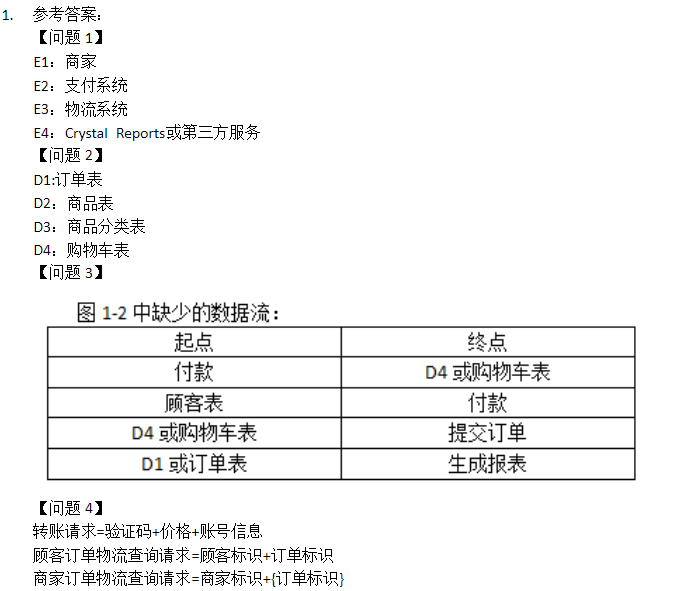 1. 参考答案：
【问题1】
E1：商家
E2：支付系统
E3：物流系统
E4：Crystal Reports或第三方服务
【问题2】
D1:订单表
D2：商品表
D3：商品分类表
D4：购物车表
【问题3】
图 1-2 中缺少的数据流：
起点 终点
付款 D4 或购物车表
顾客表 付款
D4 或购物车表 提交订单
D1 或订单表 生成报表
【问题4】
转账请求=验证码+价格+账号信息
顾客订单物流查询请求=顾客标识+订单标识
商家订单物流查询请求=商家标识+{订单标识}